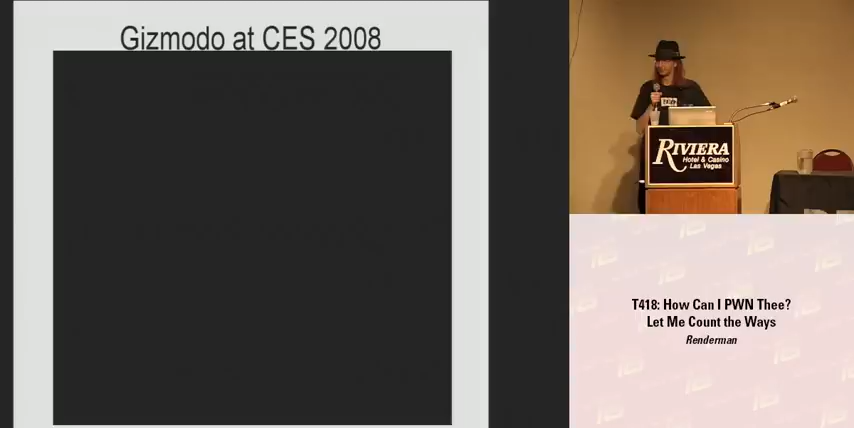 Gizmodo at CES 2008
RIVIERA
Hotel & Casino
Las Vegas
T418: How Can I PWN Thee?
Let Me Count the Ways
Renderman